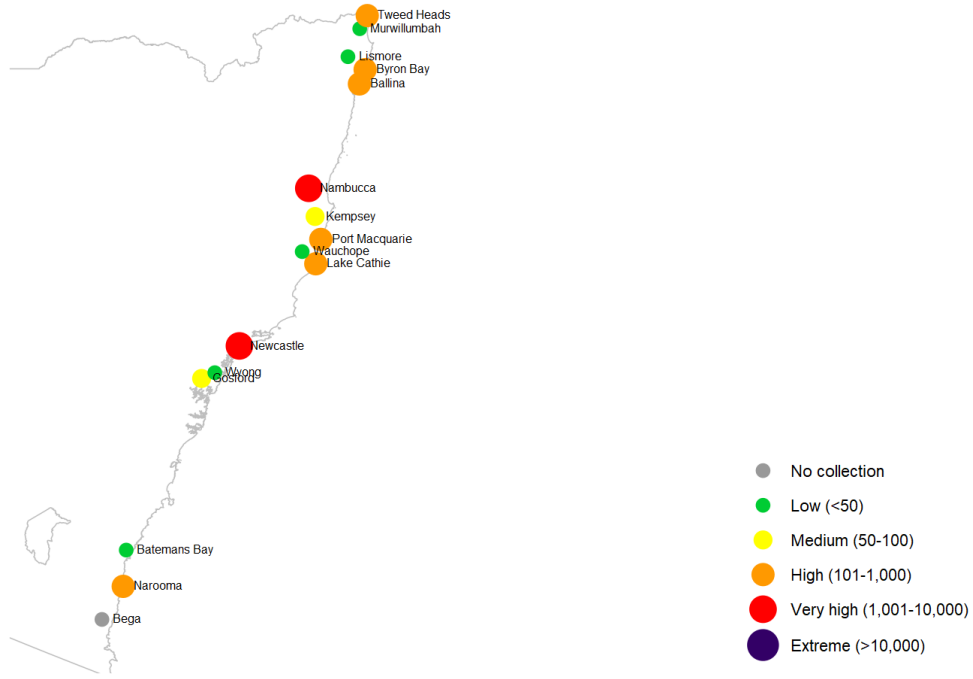 Tweed Heads
Murwillumbah
Lismore
Byron Bay
Ballina
Nambucca
Kempsey
Port Macquarie
Wauchope
Lake Cathie
Newcastle
Wyong
Gosford
No collection
Low (<50)
Medium (50-100)
Batemans Bay
High (101-1,000)
Narooma
Very high (1,001-10,000)
Bega
Extreme (>10,000)